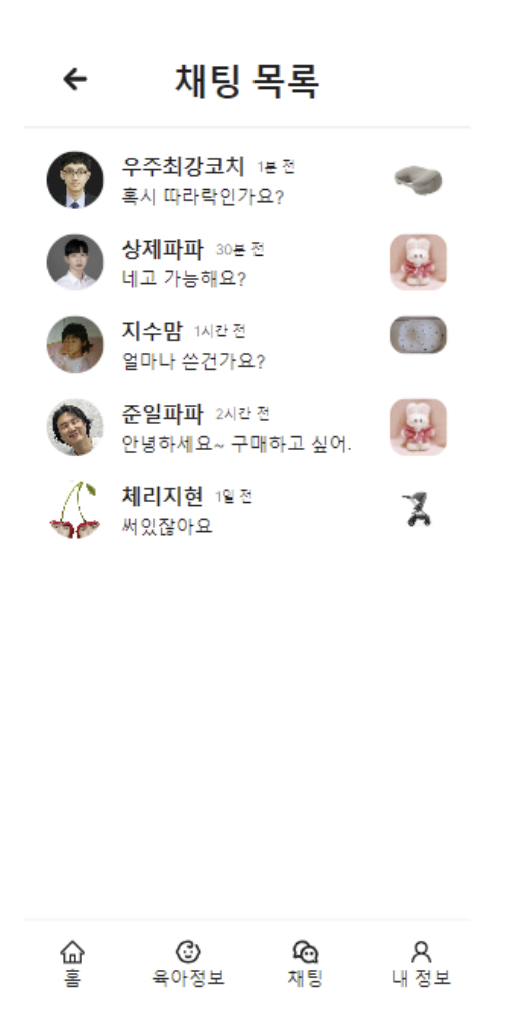 채팅 목록
우주최강코치 1분 전
혹시 따라락인가요?
상제파파 30분 전
네고 가능해요?
지수맘 1시간 전
얼마나 쓴건가요?
준일파파 2시간 전
안녕하세요~ 구매하고 싶어.
체리지현 1일 전
써있잖아요
홈 육아정보 채팅 내 정보